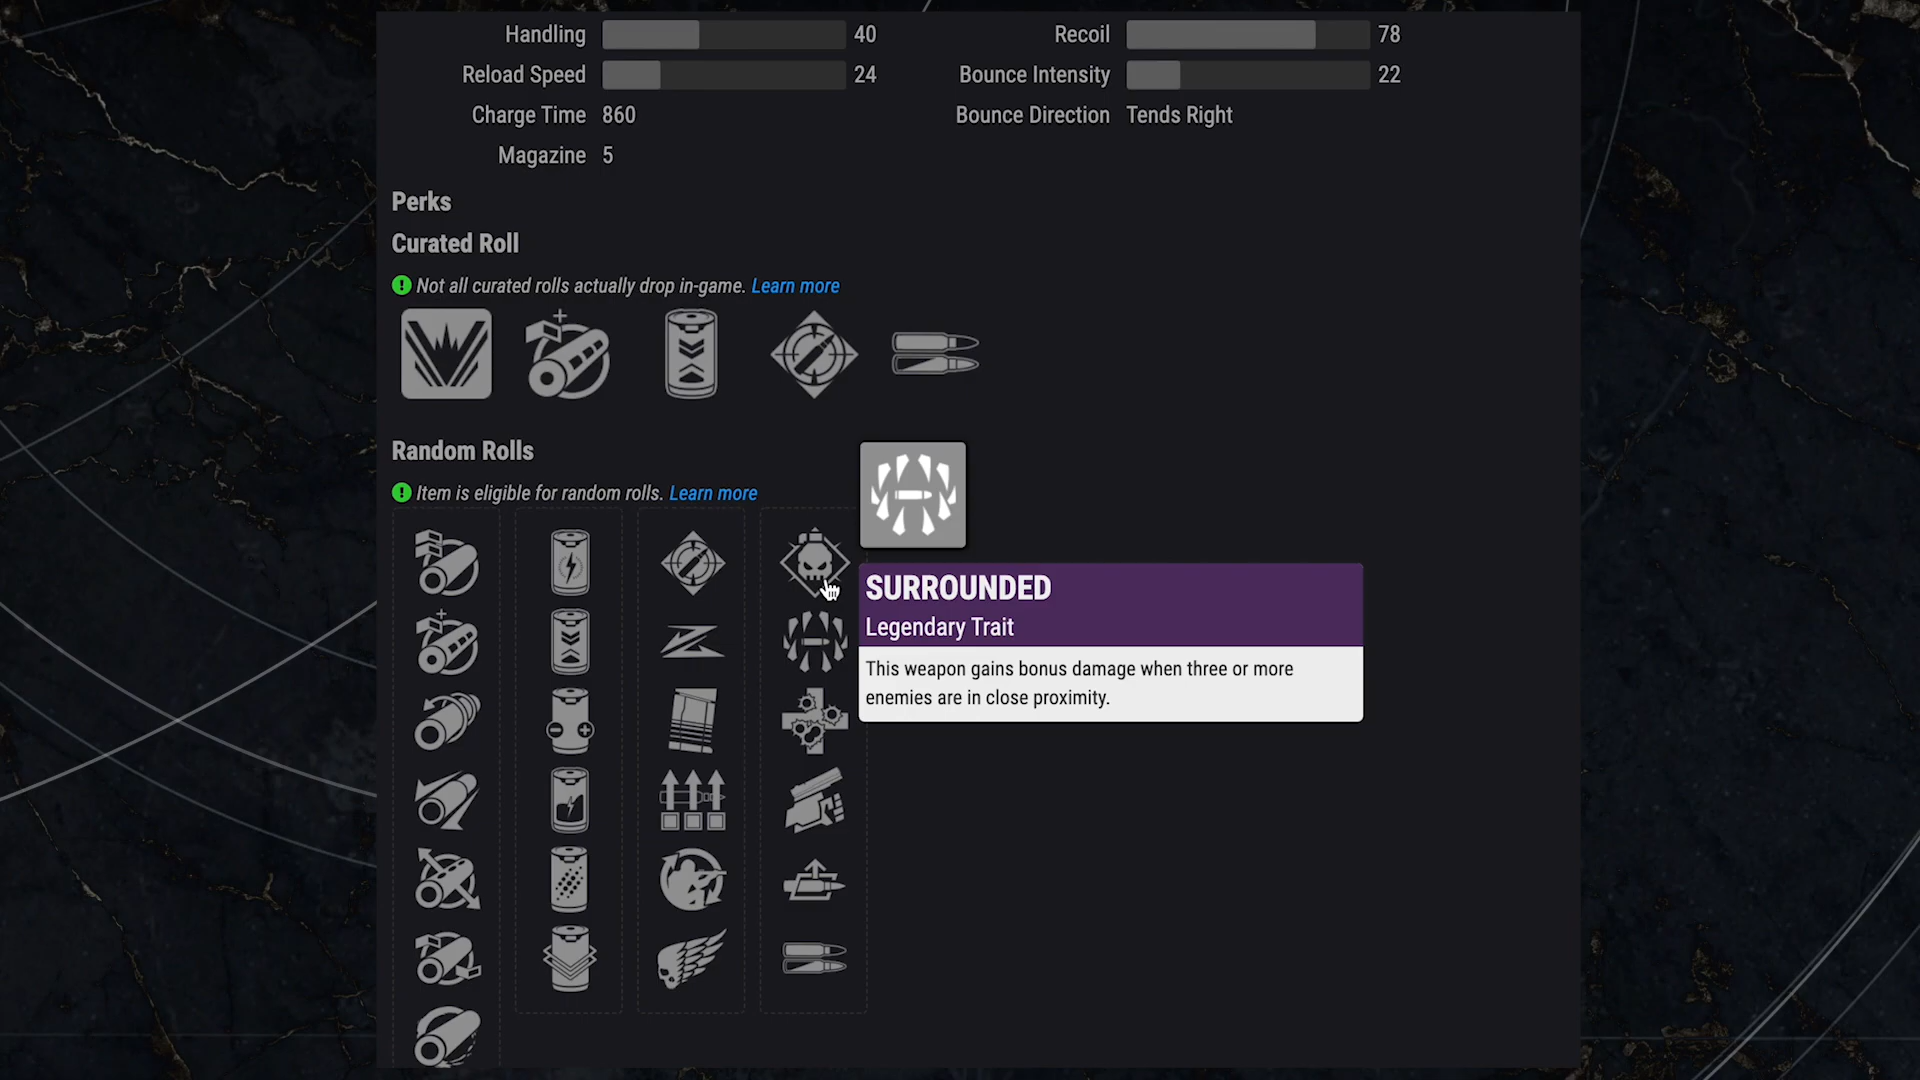 Handling 40
Recoil 78
Reload Speed 24
Bounce Intensity 22
Charge Time 860
Bounce Direction Tends Right
Magazine 5
Perks
Curated Roll
Not all curated rolls actually drop in-game. Learn more
Random Rolls
Item is eligible for random rolls. Learn more
SURROUNDED
Legendary Trait
This weapon gains bonus damage when three or more
enemies are in close proximity.